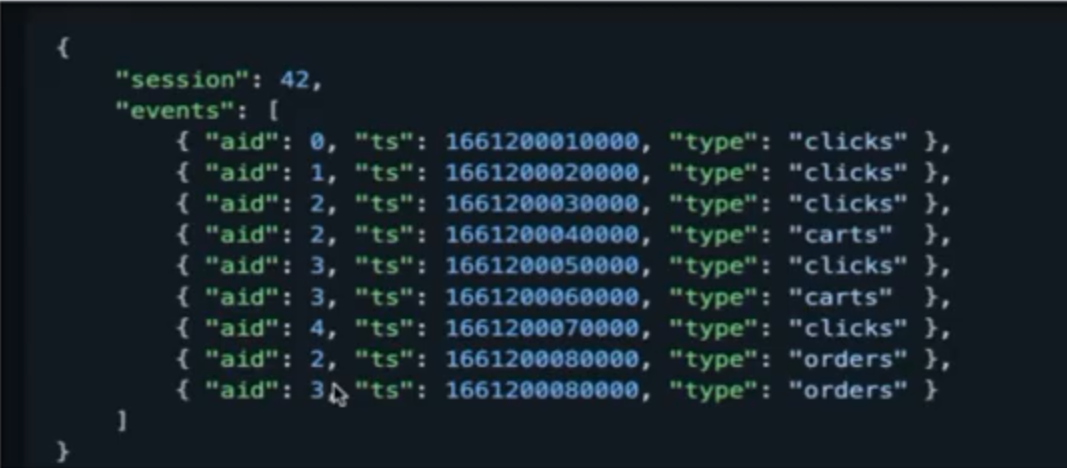 {
    "session": 42,
    "events": [
        { "aid": 0, "ts": 1661200010000, "type": "clicks" },
        { "aid": 1, "ts": 1661200020000, "type": "clicks" },
        { "aid": 2, "ts": 1661200030000, "type": "clicks" },
        { "aid": 2, "ts": 1661200040000, "type": "carts"  },
        { "aid": 3, "ts": 1661200050000, "type": "clicks" },
        { "aid": 3, "ts": 1661200060000, "type": "carts"  },
        { "aid": 4, "ts": 1661200070000, "type": "clicks" },
        { "aid": 2, "ts": 1661200080000, "type": "orders" },
        { "aid": 3, "ts": 1661200080000, "type": "orders" }
    ]
}